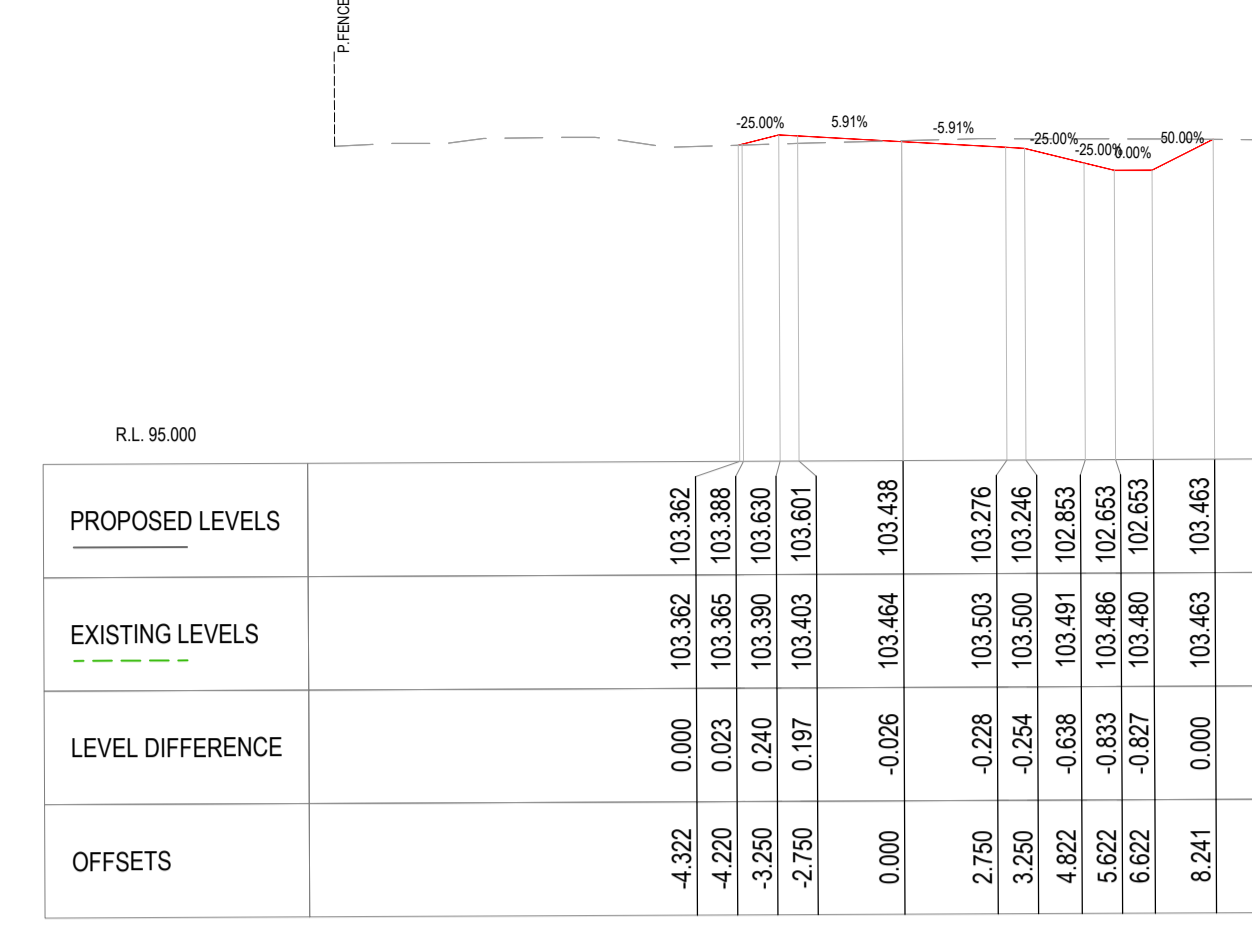 P.FENCE
-25.00%
5.91%
-5.91%
-25.00%
-25.00%
0.00%
50.00%
R.L. 95.000
PROPOSED LEVELS 103.362 103.388 103.630 103.601 103.438 103.276 103.246 102.853 102.653 102.653 103.463
EXISTING LEVELS 103.362 103.365 103.390 103.403 103.464 103.503 103.500 103.491 103.486 103.480 103.463
LEVEL DIFFERENCE 0.000 0.023 0.240 0.197 -0.026 -0.228 -0.254 -0.638 -0.833 -0.827 0.000
OFFSETS -4.322 -4.220 -3.250 -2.750 0.000 2.750 3.250 4.822 5.622 6.622 8.241